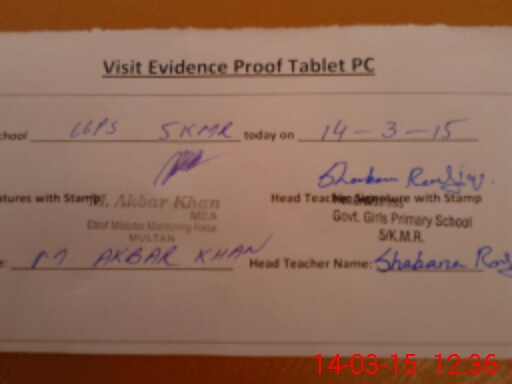 Visit Evidence Proof Tablet PC
chool GGPS 5KMR today on 14-3-15
atures with Stamp Head Teacher Signature with Stamp
M. Akbar Khan
MEA
Chief Minister Monitoring Force
MULTAN
Govt. Girls Primary School
5/K.M.R.
e: M AKBAR KHAN Head Teacher Name: Shabana
14-03-15 12:36